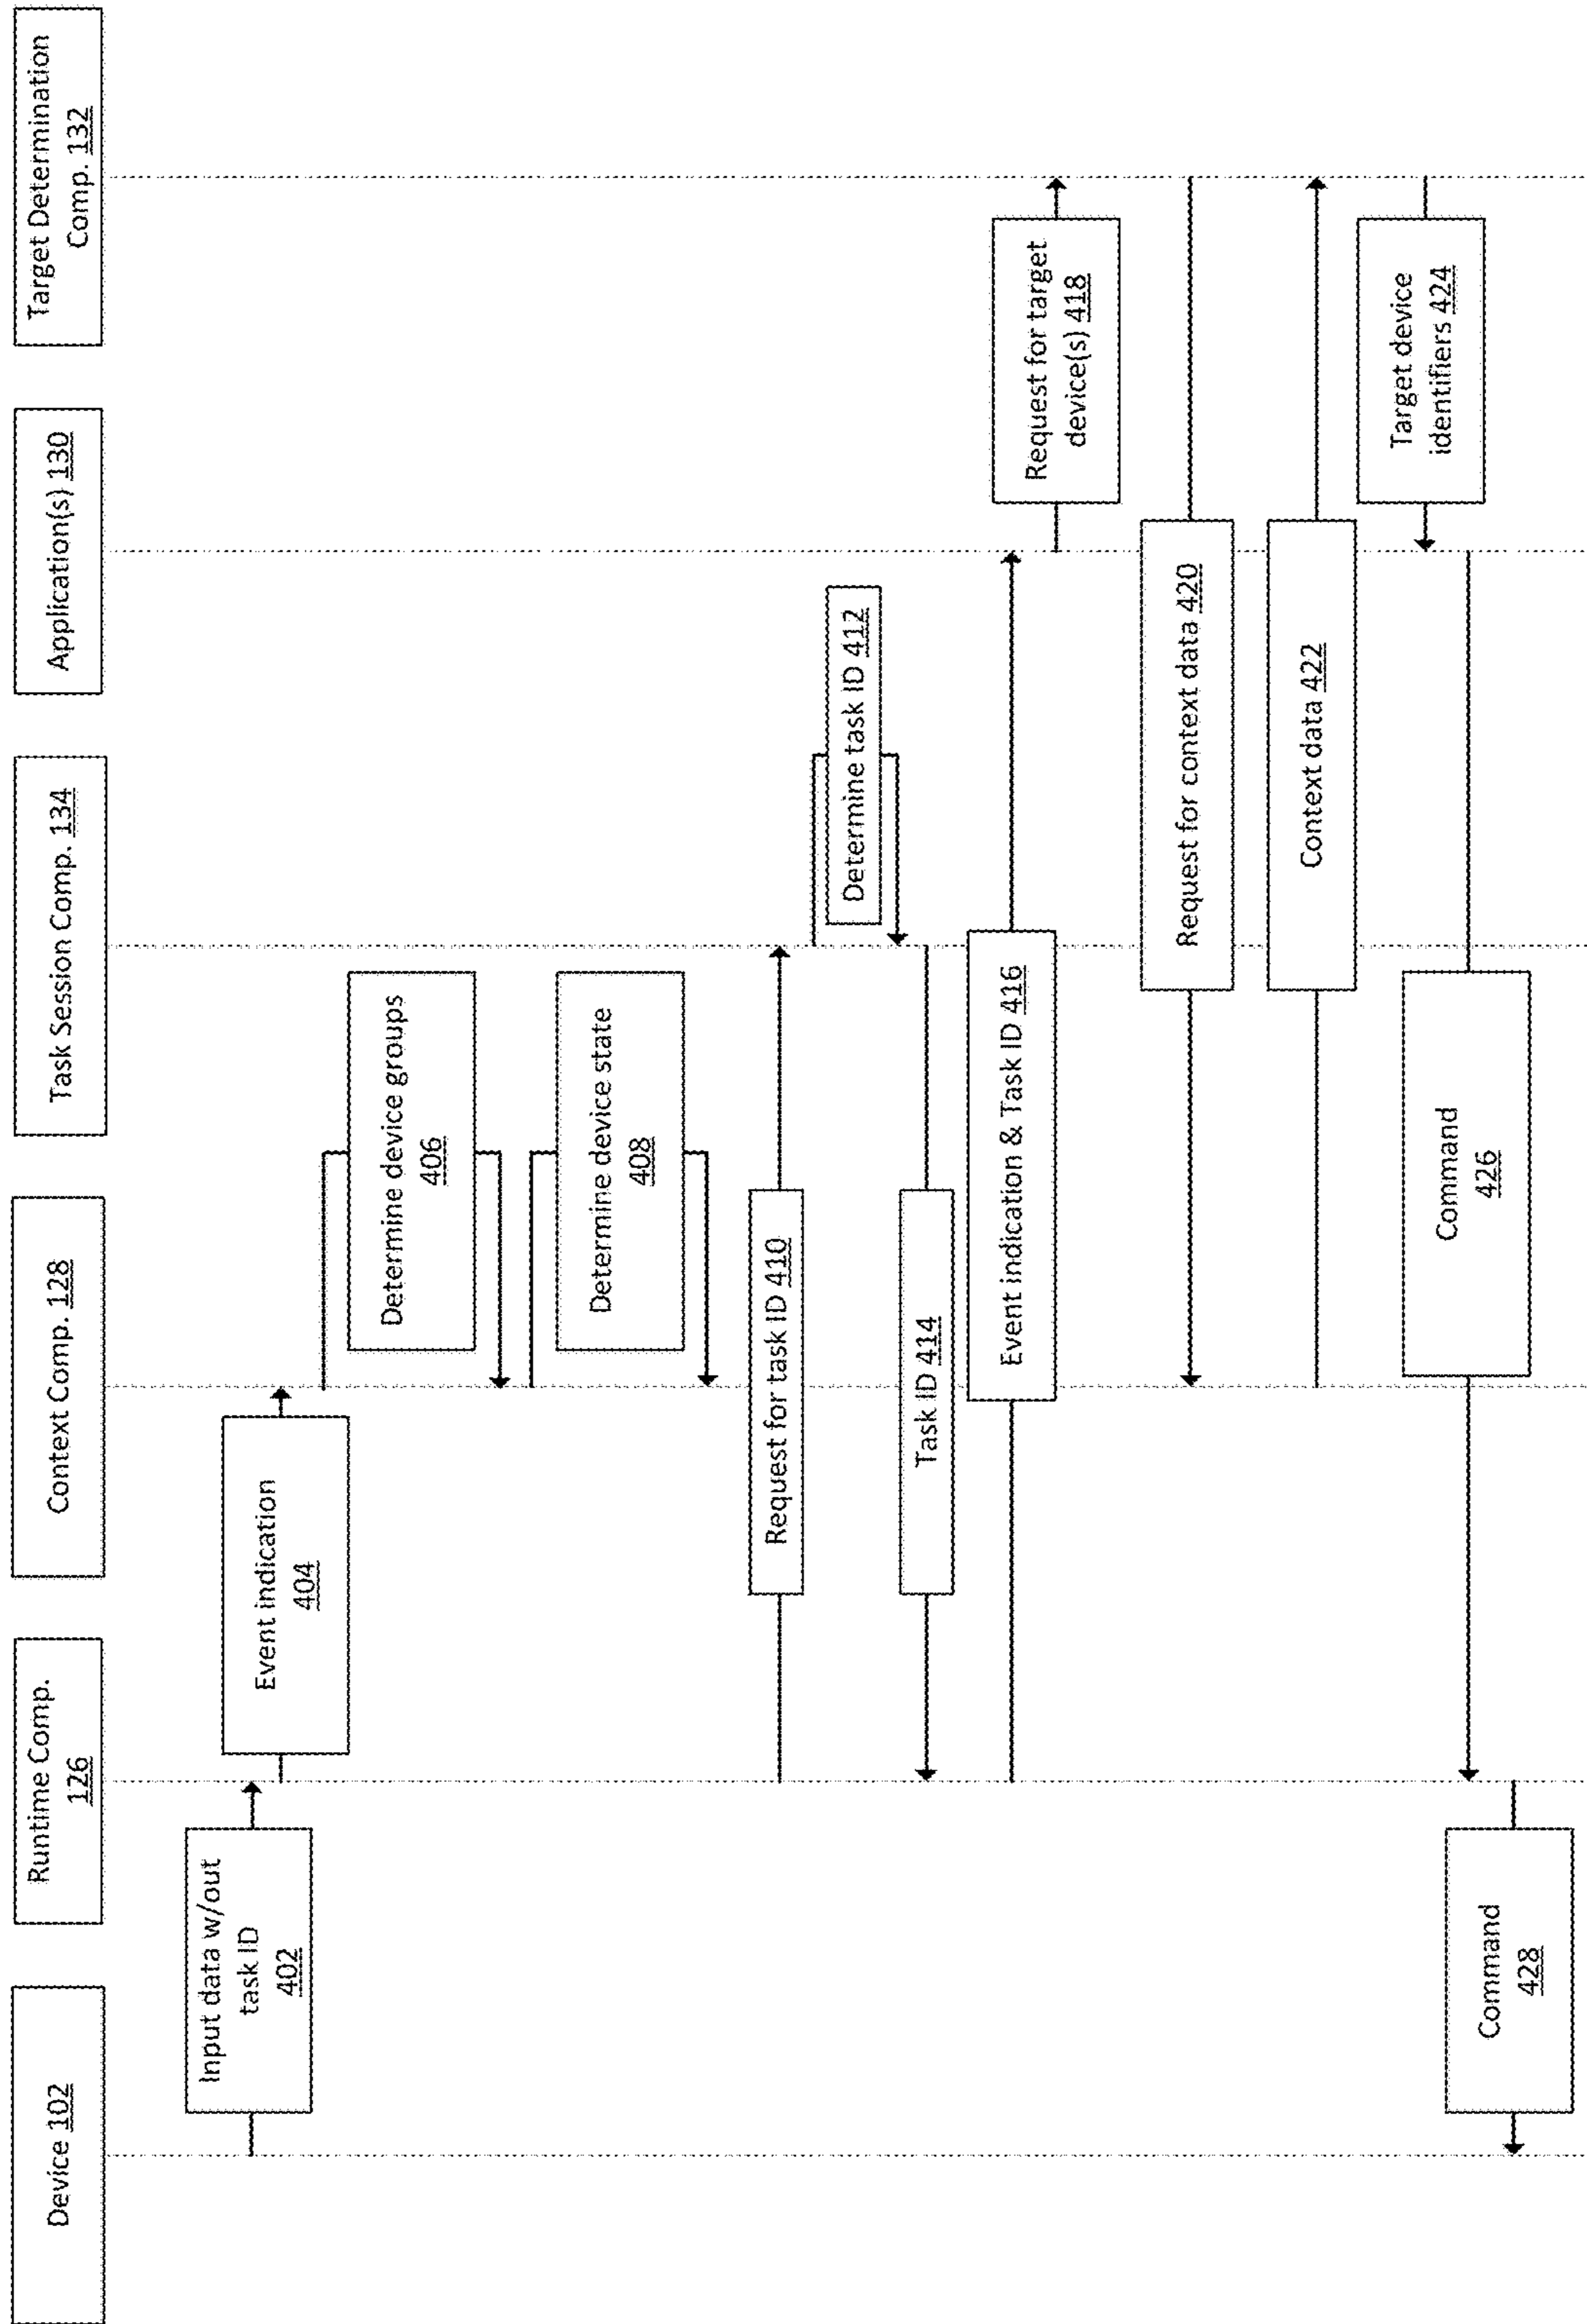 Device 102
Runtime Comp.
126
Context Comp. 128
Task Session Comp. 134
Application(s) 130
Target Determination
Comp. 132
Input data w/out
task ID
402
Event indication
404
Determine device groups
406
Determine device state
408
Request for task ID 410
Determine task ID 412
Task ID 414
Event indication & Task ID 416
Request for target
device(s) 418
Request for context data 420
Context data 422
Target device
identifiers 424
Command
426
Command
428